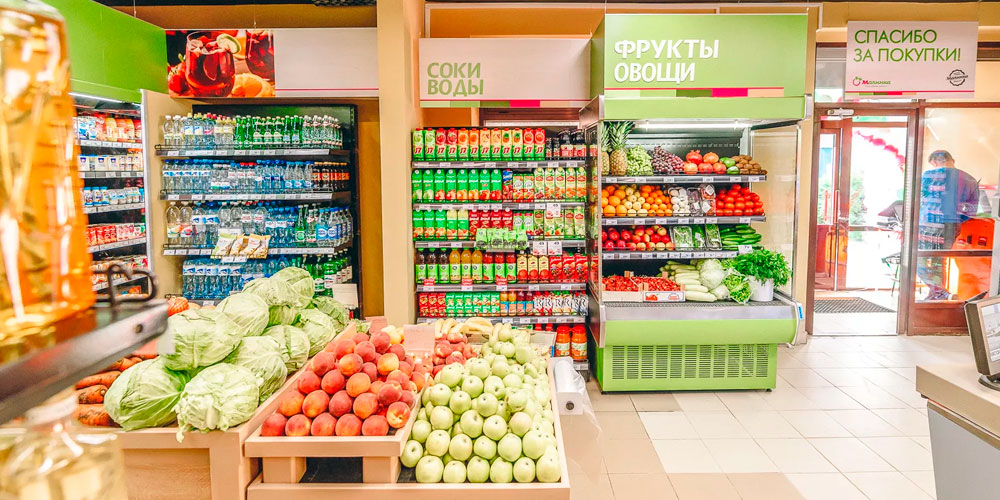 СОКИ
ВОДЫ
ФРУКТЫ
ОВОЩИ
СПАСИБО
ЗА ПОКУПКИ!